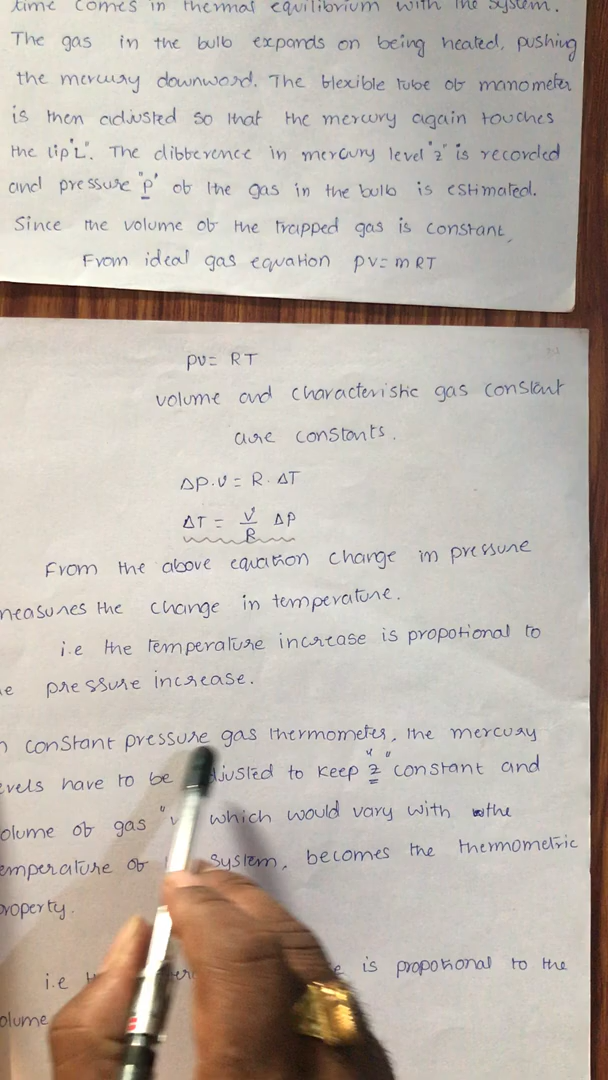 time comes in thermal equilibrium with the system.
The gas in the bulb expands on being heated, pushing
the mercury downward. The flexible tube of manometer
is then adjusted so that the mercury again touches
the lip "L". The difference in mercury level "z" is recorded
and pressure "p" of the gas in the bulb is estimated.
Since the volume of the trapped gas is constant,
From ideal gas equation PV= mRT
PV= RT
volume and characteristic gas constant
are constants.
ΔP.V = R. ΔT
ΔT = V/R ΔP
From the above equation change in pressure
measures the change in temperature.
i.e the temperature increase is propotional to
pressure increase.
constant pressure gas thermometer, the mercury
evels have to be to keep "z" constant and
olume of gas which would vary with the
emperature of system, becomes the thermometric
roperty.
i.e is propotional to the
olume